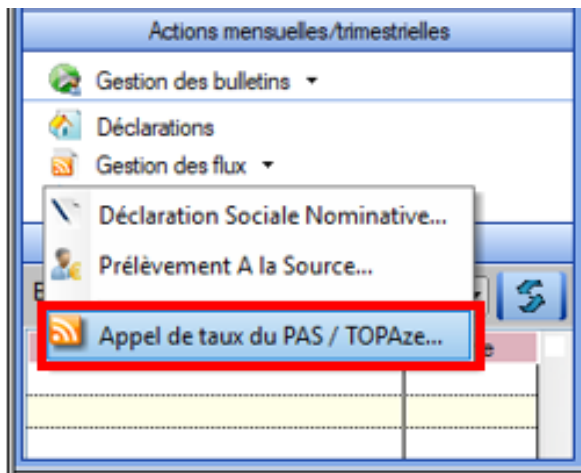 Actions mensuelles/trimestrielles
Gestion des bulletins
Déclarations
Gestion des flux
Déclaration Sociale Nominative...
Prélèvement A la Source...
Appel de taux du PAS / TOPAze...